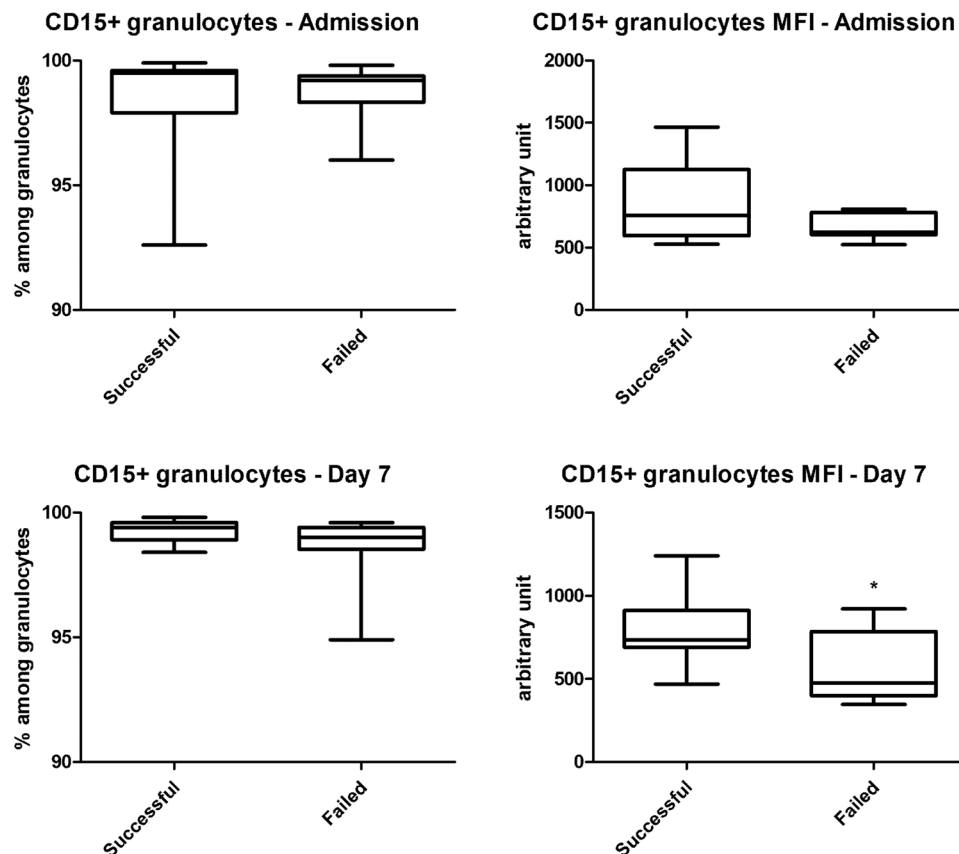 CD15+ granulocytes - Admission
% among granulocytes
100
95
90
Successful
Failed
CD15+ granulocytes MFI - Admission
arbitrary unit
2000
1500
1000
500
0
Successful
Failed
CD15+ granulocytes - Day 7
% among granulocytes
100
95
90
Successful
Failed
CD15+ granulocytes MFI - Day 7
arbitrary unit
1500
1000
500
0
*
Successful
Failed